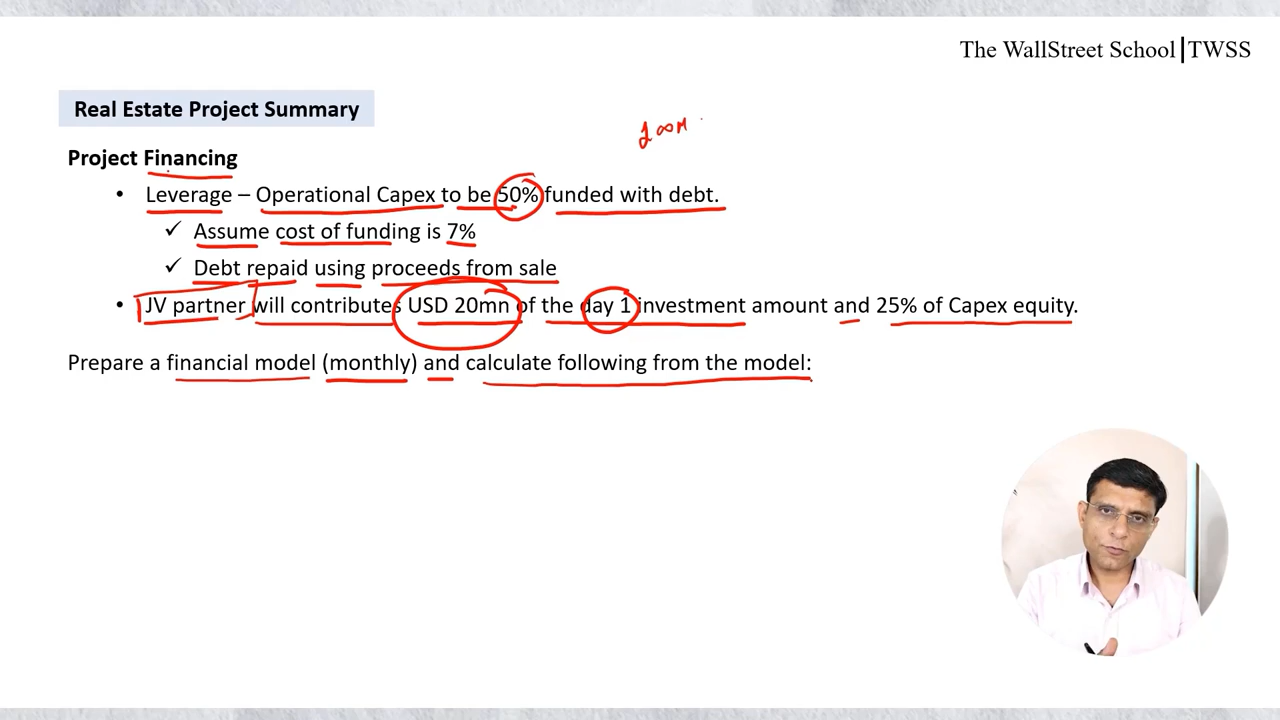 The WallStreet School|TWSS
Real Estate Project Summary
Project Financing
• Leverage – Operational Capex to be 50% funded with debt.
✓ Assume cost of funding is 7%
✓ Debt repaid using proceeds from sale
• JV partner will contributes USD 20mn of the day 1 investment amount and 25% of Capex equity.
Prepare a financial model (monthly) and calculate following from the model: